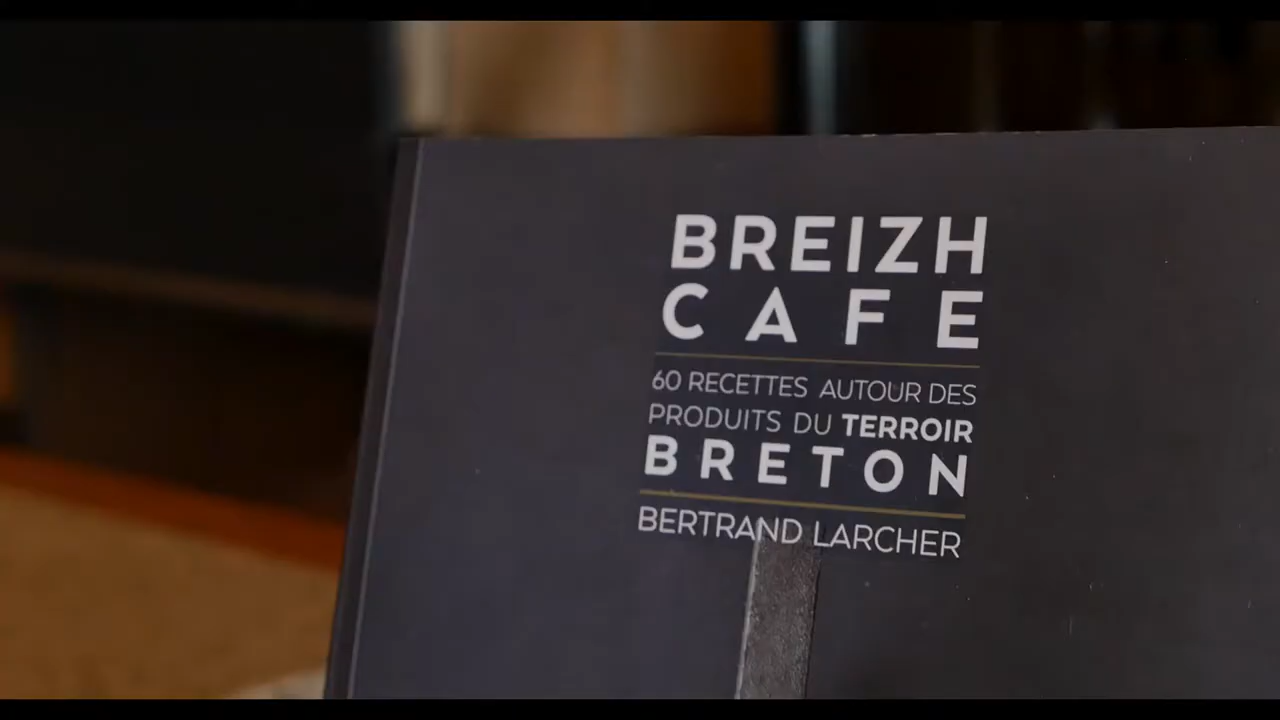 BREIZH
CAFE
60 RECETTES AUTOUR DES
PRODUITS DU TERROIR
BRETON
BERTRAND LARCHER